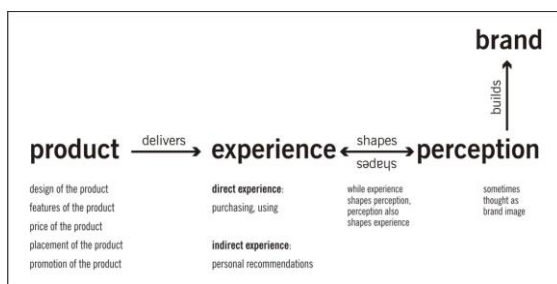 brand
builds
delivers
shapes
product
experience
perception
shapes
design of the product
features of the product
price of the product
placement of the product
promotion of the product
direct experience:
purchasing, using
indirect experience:
personal recommendations
while experience
shapes perception,
perception also
shapes experience
sometimes
thought as
brand image